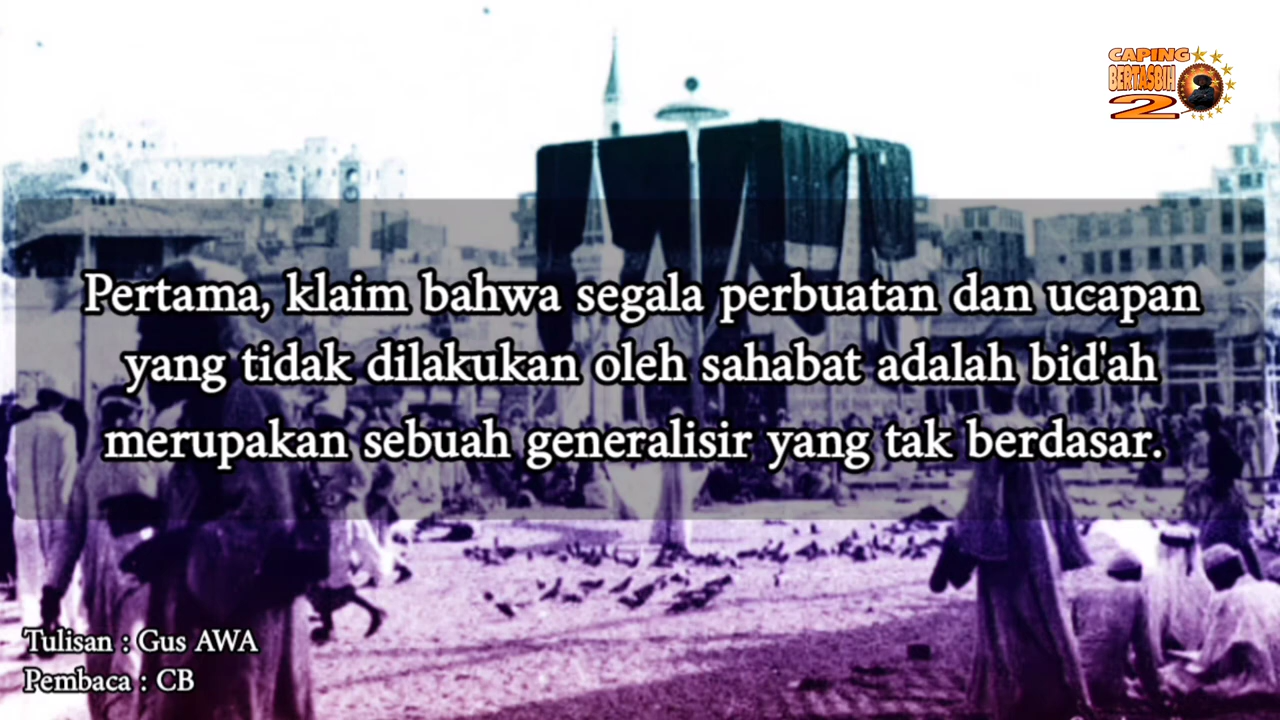 CAPING
BERTASBIH
2
Pertama, klaim bahwa segala perbuatan dan ucapan
yang tidak dilakukan oleh sahabat adalah bid'ah
merupakan sebuah generalisir yang tak berdasar.
Tulisan : Gus AWA
Pembaca : CB